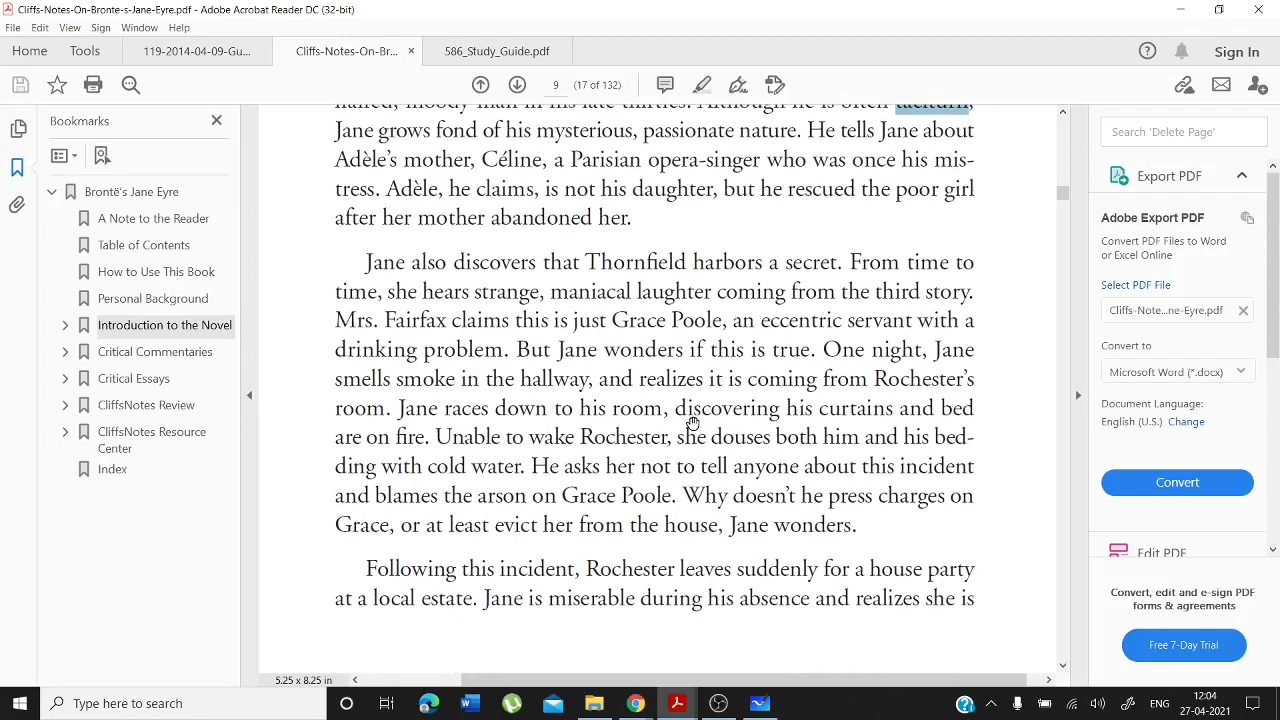 Cliffs-Notes-On-Bronte-s-Jane-Eyre.pdf - Adobe Acrobat Reader DC (32-bit)
File Edit View Sign Window Help
Home Tools 119-2014-04-09-Gu... Cliffs-Notes-On-Br... × 586_Study_Guide.pdf Sign In
9 (17 of 132)
Bookmarks
Brontë's Jane Eyre
A Note to the Reader
Table of Contents
How to Use This Book
Personal Background
Introduction to the Novel
Critical Commentaries
Critical Essays
CliffsNotes Review
CliffsNotes Resource
Center
Index
haired, moody man in his late thirties. Although he is often taciturn,
Jane grows fond of his mysterious, passionate nature. He tells Jane about
Adèle's mother, Céline, a Parisian opera-singer who was once his mis-
tress. Adèle, he claims, is not his daughter, but he rescued the poor girl
after her mother abandoned her.
Jane also discovers that Thornfield harbors a secret. From time to
time, she hears strange, maniacal laughter coming from the third story.
Mrs. Fairfax claims this is just Grace Poole, an eccentric servant with a
drinking problem. But Jane wonders if this is true. One night, Jane
smells smoke in the hallway, and realizes it is coming from Rochester's
room. Jane races down to his room, discovering his curtains and bed
are on fire. Unable to wake Rochester, she douses both him and his bed-
ding with cold water. He asks her not to tell anyone about this incident
and blames the arson on Grace Poole. Why doesn't he press charges on
Grace, or at least evict her from the house, Jane wonders.
Following this incident, Rochester leaves suddenly for a house party
at a local estate. Jane is miserable during his absence and realizes she is
5.25 x 8.25 in
Search 'Delete Page'
Export PDF
Adobe Export PDF
Convert PDF Files to Word
or Excel Online
Select PDF File
Cliffs-Note...ne-Eyre.pdf
Convert to
Microsoft Word (*.docx)
Document Language:
English (U.S.) Change
Convert
Edit PDF
Convert, edit and e-sign PDF
forms & agreements
Free 7-Day Trial
Type here to search
ENG
12:04
27-04-2021